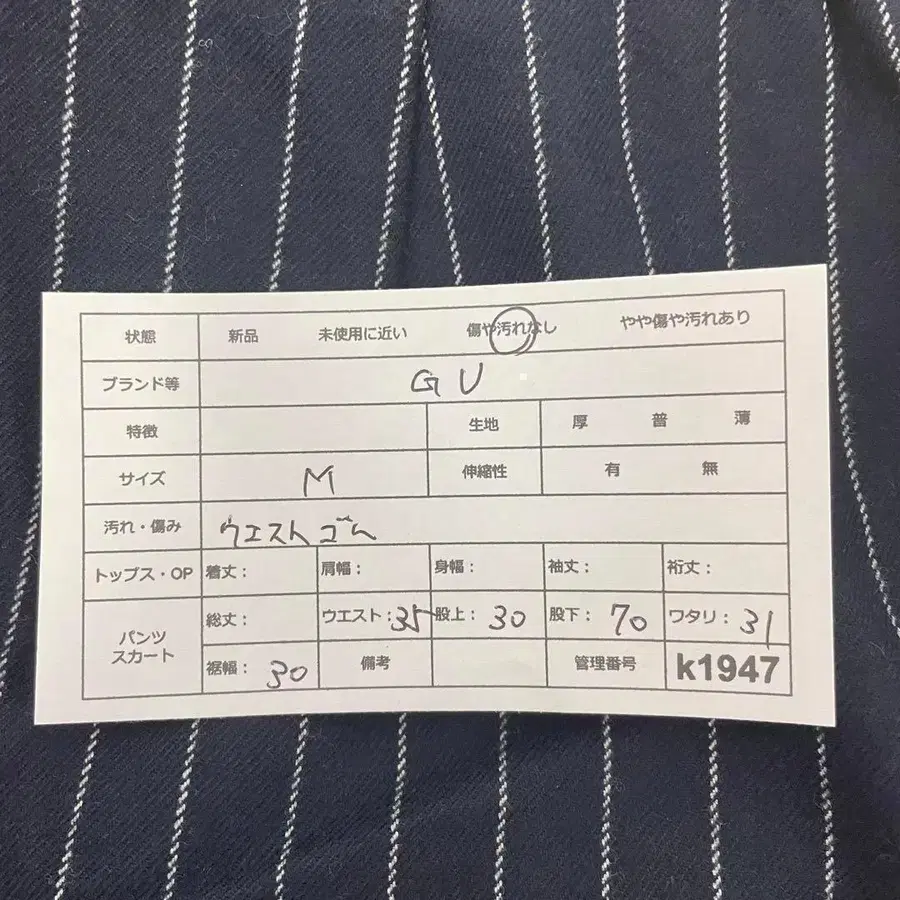 状態 新品 未使用に近い 傷や汚れなし やや傷や汚れあり
ブランド等 GU
特徴 生地 厚 普 薄
サイズ M 伸縮性 有 無
汚れ・傷み ウエストゴム
トップス・OP 着丈： 肩幅： 身幅： 袖丈： 裄丈：
パンツ スカート 総丈： ウエスト：35 股上：30 股下：70 ワタリ：31
裾幅：30 備考 管理番号 k1947